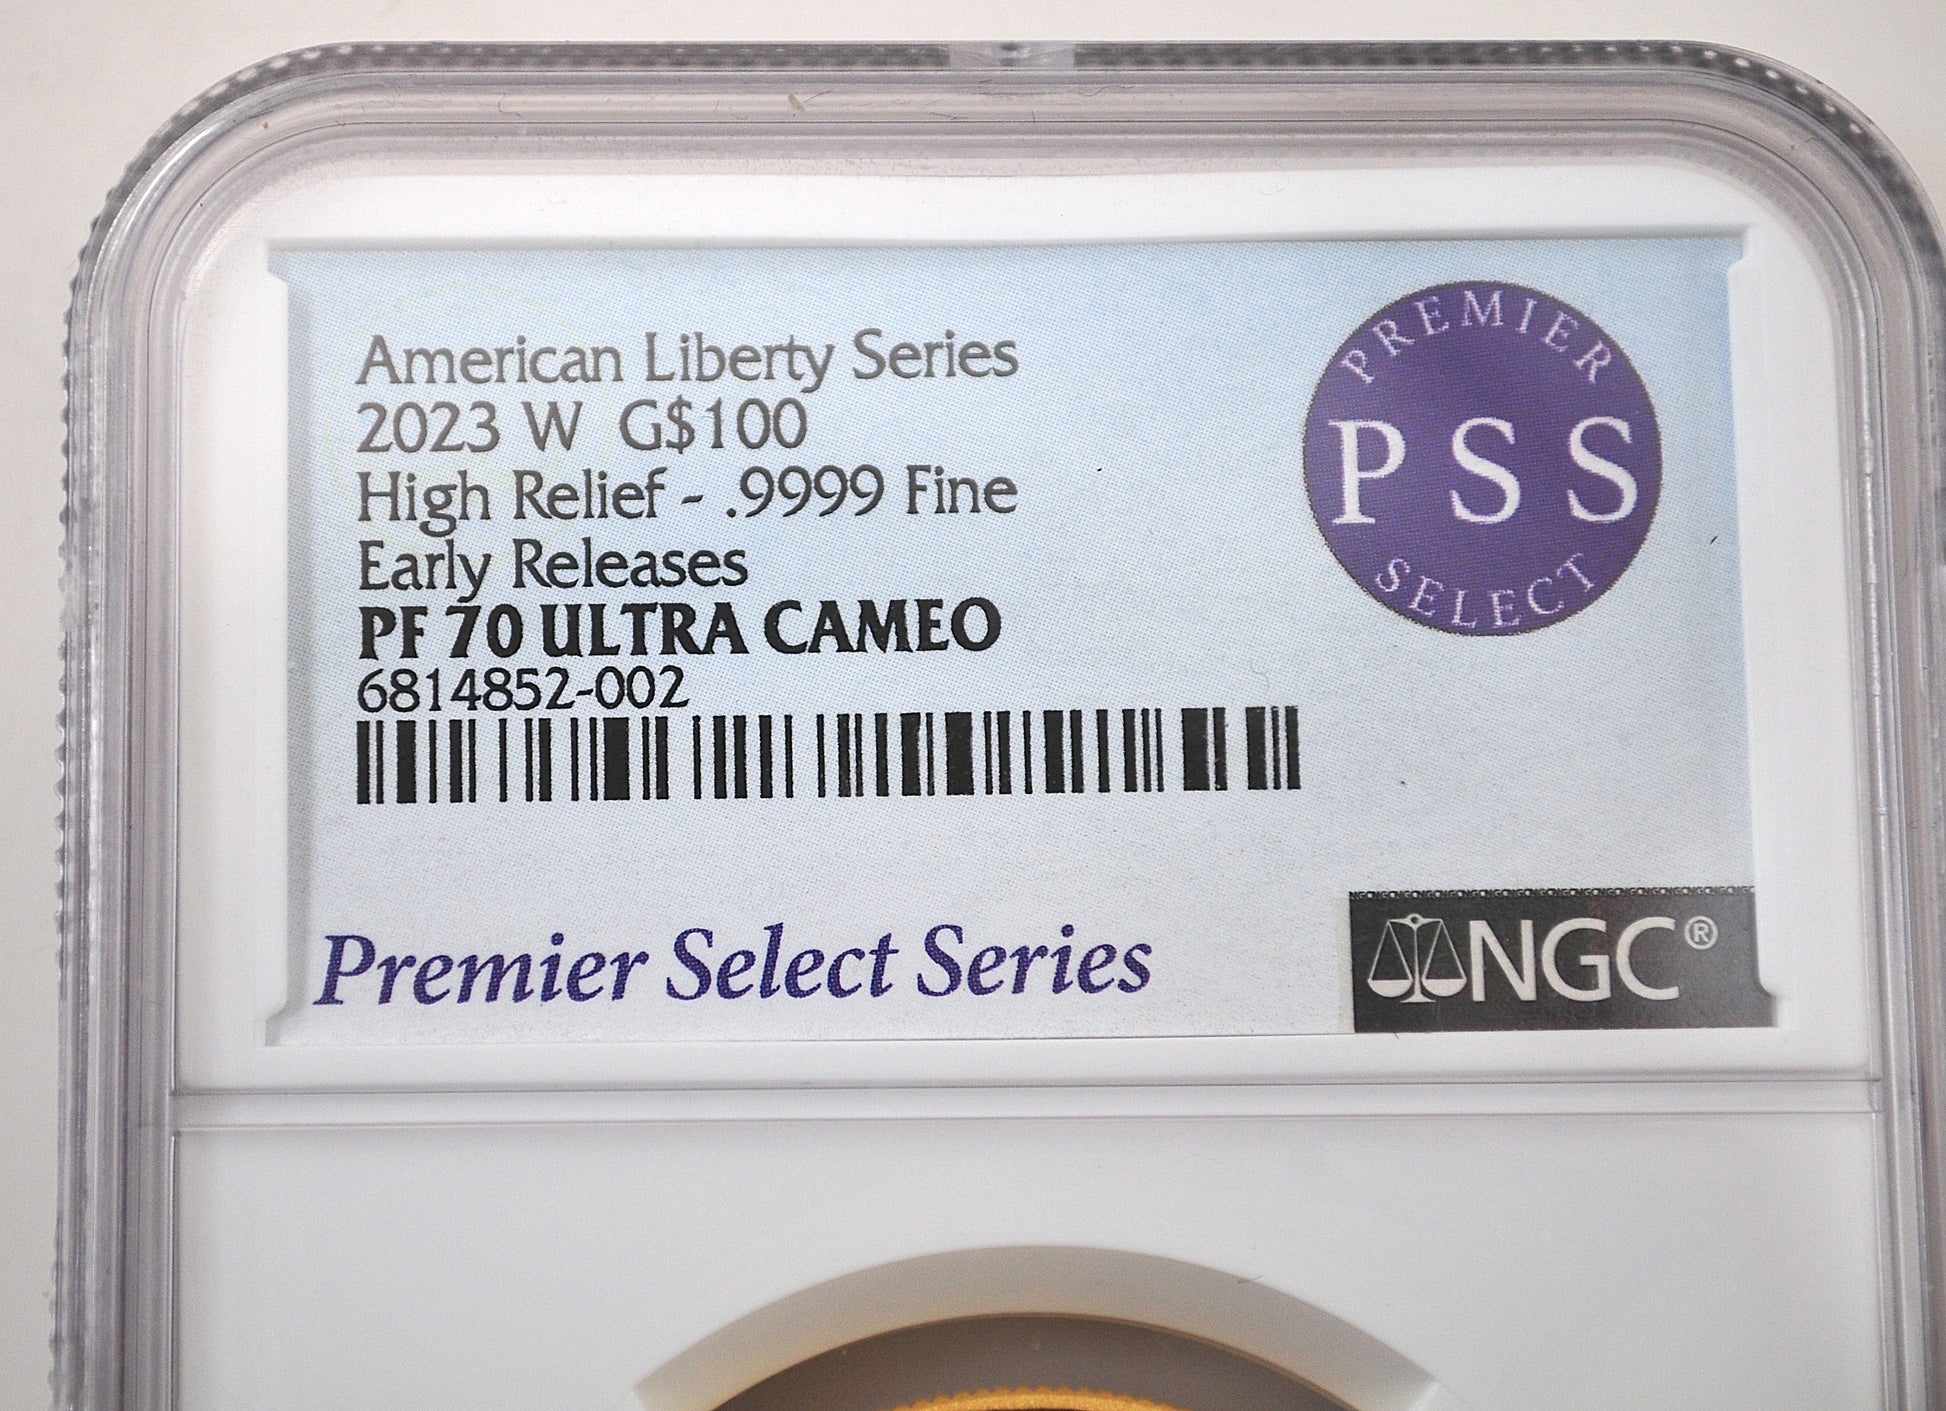 American Liberty Series
2023 W G$100
High Relief - .9999 Fine
Early Releases
PF 70 ULTRA CAMEO
6814852-002
PREMIER
PSS
SELECT
Premier Select Series
NGC®